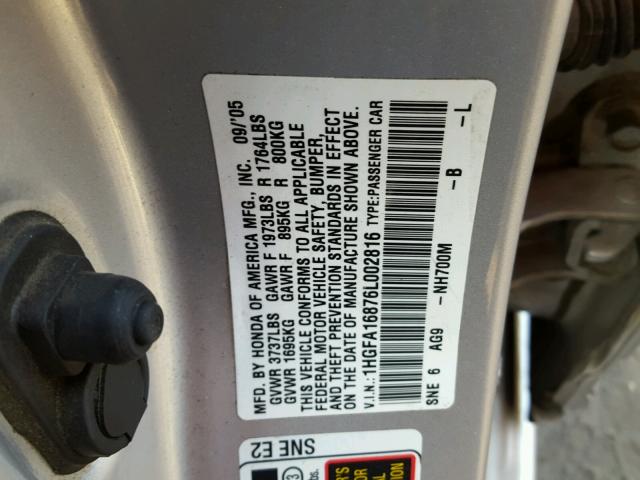 MFD. BY HONDA OF AMERICA MFG., INC. 09/'05
GVWR 3737LBS GAWR F 1973LBS R 1764LBS
GVWR 1695KG GAWR F 895KG R 800KG
THIS VEHICLE CONFORMS TO ALL APPLICABLE
FEDERAL MOTOR VEHICLE SAFETY, BUMPER,
AND THEFT PREVENTION STANDARDS IN EFFECT
ON THE DATE OF MANUFACTURE SHOWN ABOVE.
V.I.N.:1HGFA16876L002816 TYPE:PASSENGER CAR
SNE 6 AG9 -NH700M -B -L
SNE E2